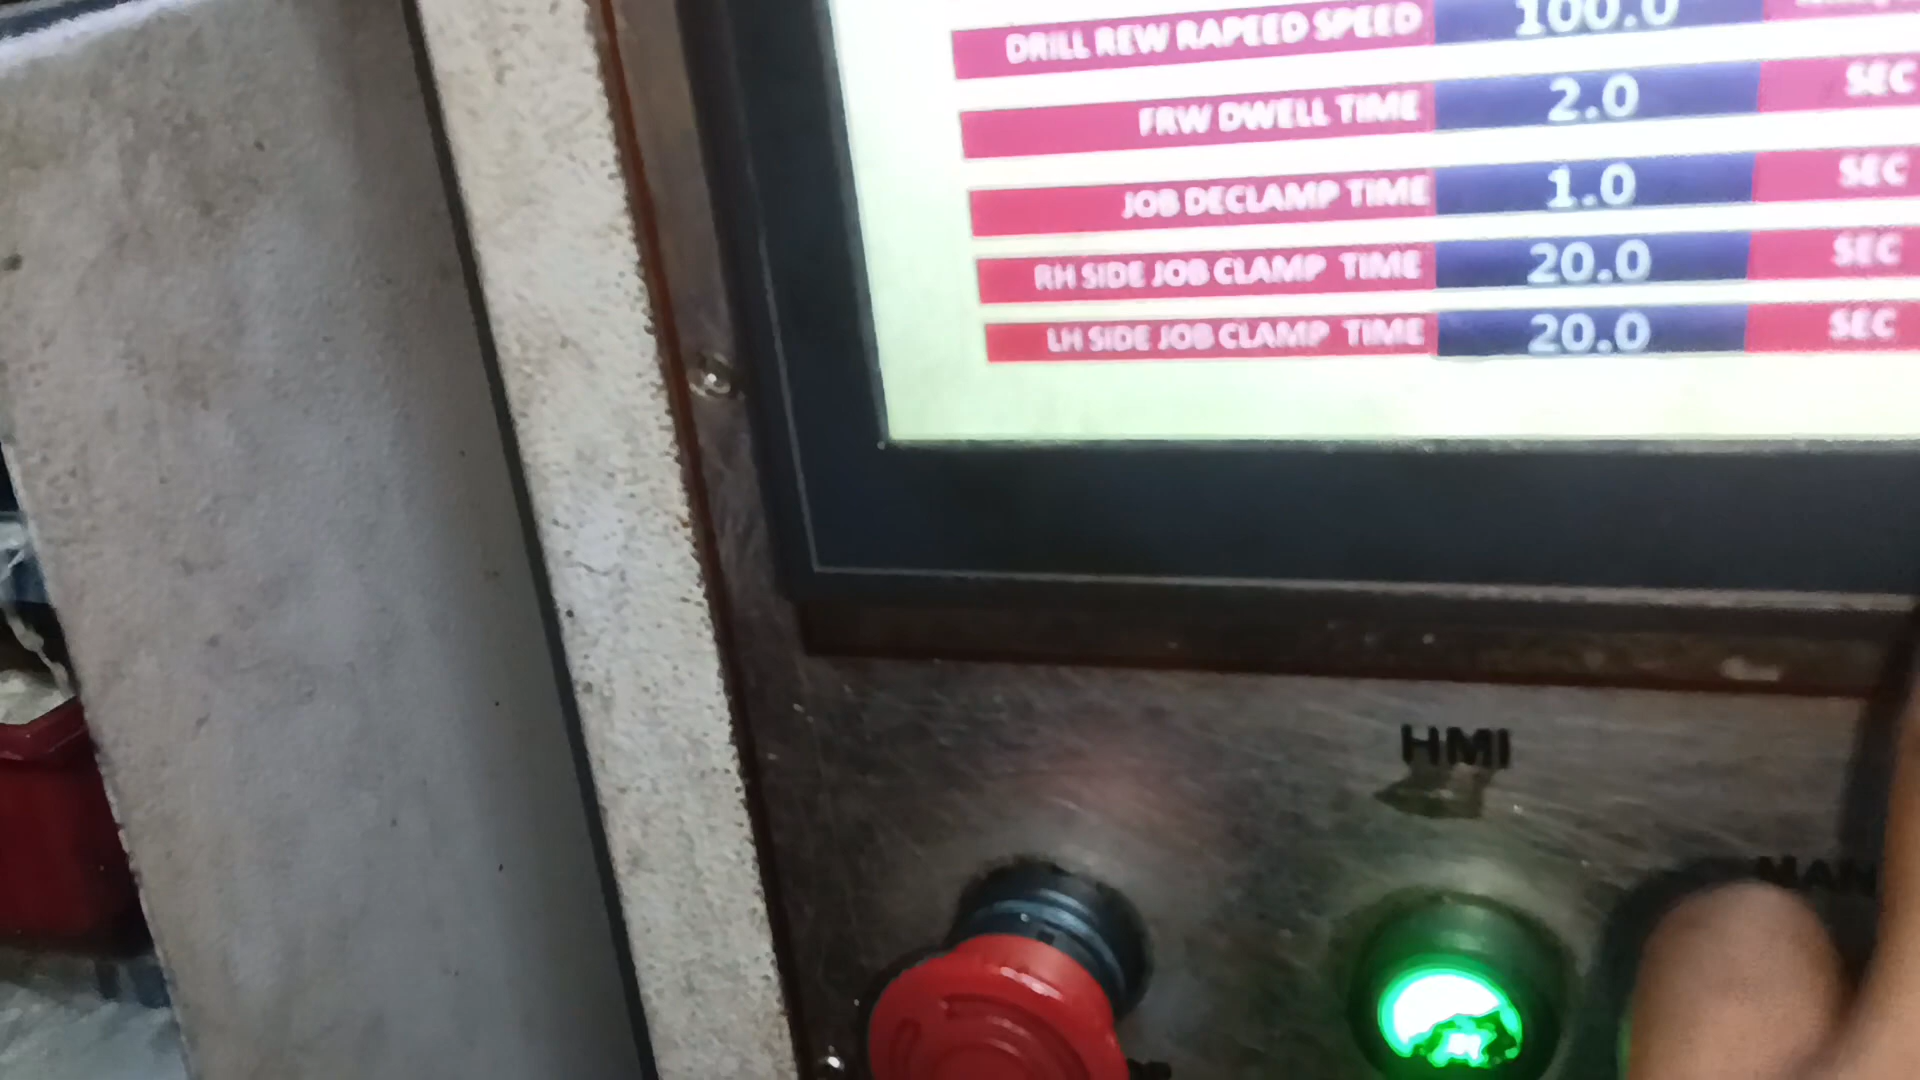 DRILL REW RAPEED SPEED 100.0
FRW DWELL TIME 2.0 SEC
JOB DECLAMP TIME 1.0 SEC
RH SIDE JOB CLAMP TIME 20.0 SEC
LH SIDE JOB CLAMP TIME 20.0 SEC
HMI